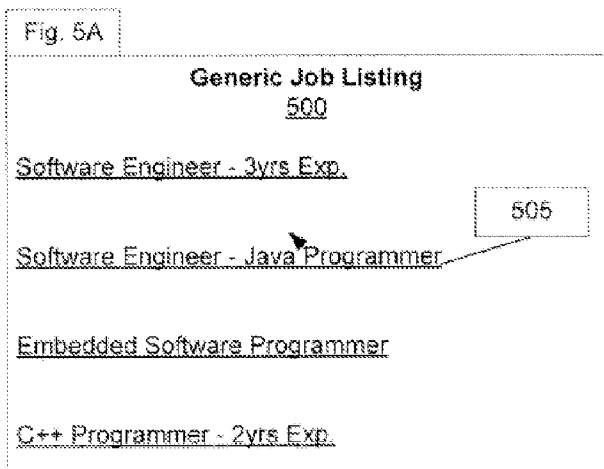 Fig. 5A
Generic Job Listing
500
Software Engineer - 3yrs Exp.
505
Software Engineer - Java Programmer
Embedded Software Programmer
C++ Programmer - 2yrs Exp.